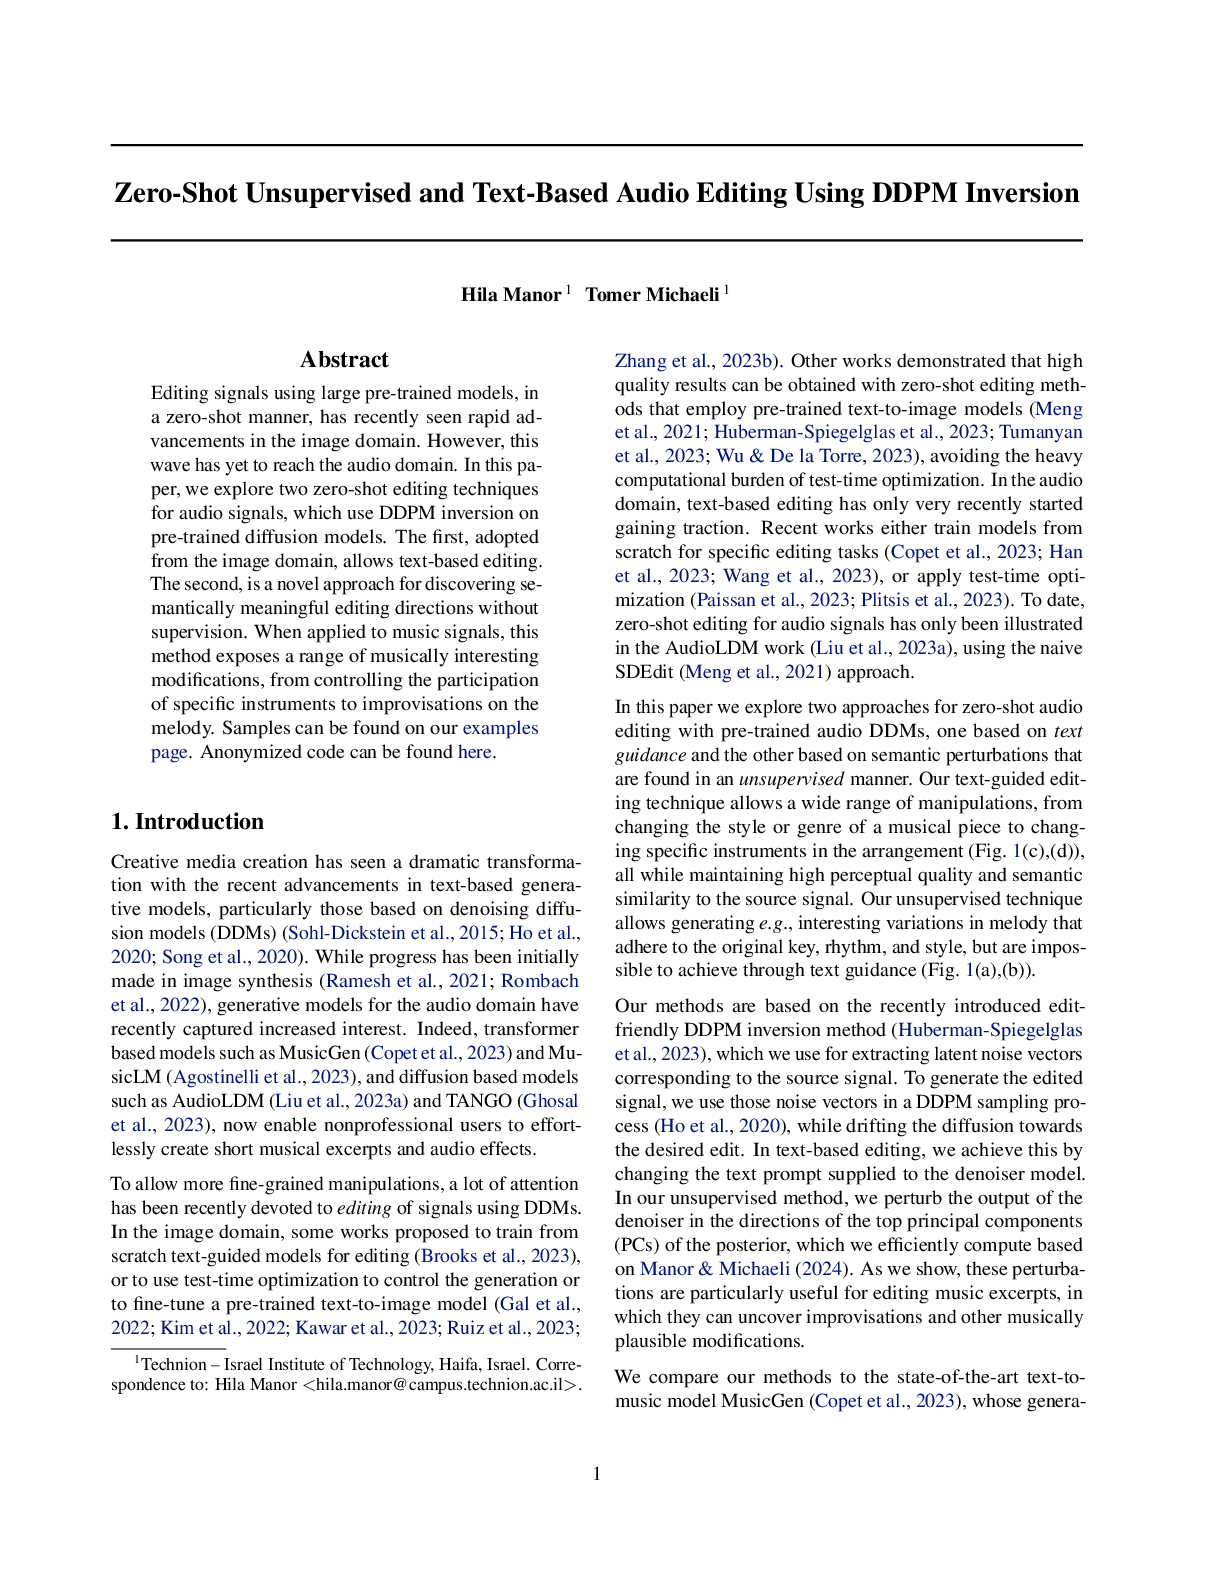 Zero-Shot Unsupervised and Text-Based Audio Editing Using DDPM Inversion
Hila Manor 1 Tomer Michaeli 1
Abstract
Editing signals using large pre-trained models, in
a zero-shot manner, has recently seen rapid ad-
vancements in the image domain. However, this
wave has yet to reach the audio domain. In this pa-
per, we explore two zero-shot editing techniques
for audio signals, which use DDPM inversion on
pre-trained diffusion models. The first, adopted
from the image domain, allows text-based editing.
The second, is a novel approach for discovering se-
mantically meaningful editing directions without
supervision. When applied to music signals, this
method exposes a range of musically interesting
modifications, from controlling the participation
of specific instruments to improvisations on the
melody. Samples can be found on our examples
page. Anonymized code can be found here.
1. Introduction
Creative media creation has seen a dramatic transforma-
tion with the recent advancements in text-based genera-
tive models, particularly those based on denoising diffu-
sion models (DDMs) (Sohl-Dickstein et al., 2015; Ho et al.,
2020; Song et al., 2020). While progress has been initially
made in image synthesis (Ramesh et al., 2021; Rombach
et al., 2022), generative models for the audio domain have
recently captured increased interest. Indeed, transformer
based models such as MusicGen (Copet et al., 2023) and Mu-
sicLM (Agostinelli et al., 2023), and diffusion based models
such as AudioLDM (Liu et al., 2023a) and TANGO (Ghosal
et al., 2023), now enable nonprofessional users to effort-
lessly create short musical excerpts and audio effects.
To allow more fine-grained manipulations, a lot of attention
has been recently devoted to editing of signals using DDMs.
In the image domain, some works proposed to train from
scratch text-guided models for editing (Brooks et al., 2023),
or to use test-time optimization to control the generation or
to fine-tune a pre-trained text-to-image model (Gal et al.,
2022; Kim et al., 2022; Kawar et al., 2023; Ruiz et al., 2023;
1Technion – Israel Institute of Technology, Haifa, Israel. Corre-
spondence to: Hila Manor <hila.manor@campus.technion.ac.il>.
Zhang et al., 2023b). Other works demonstrated that high
quality results can be obtained with zero-shot editing meth-
ods that employ pre-trained text-to-image models (Meng
et al., 2021; Huberman-Spiegelglas et al., 2023; Tumanyan
et al., 2023; Wu & De la Torre, 2023), avoiding the heavy
computational burden of test-time optimization. In the audio
domain, text-based editing has only very recently started
gaining traction. Recent works either train models from
scratch for specific editing tasks (Copet et al., 2023; Han
et al., 2023; Wang et al., 2023), or apply test-time opti-
mization (Paissan et al., 2023; Plitsis et al., 2023). To date,
zero-shot editing for audio signals has only been illustrated
in the AudioLDM work (Liu et al., 2023a), using the naive
SDEdit (Meng et al., 2021) approach.
In this paper we explore two approaches for zero-shot audio
editing with pre-trained audio DDMs, one based on text
guidance and the other based on semantic perturbations that
are found in an unsupervised manner. Our text-guided edit-
ing technique allows a wide range of manipulations, from
changing the style or genre of a musical piece to chang-
ing specific instruments in the arrangement (Fig. 1(c),(d)),
all while maintaining high perceptual quality and semantic
similarity to the source signal. Our unsupervised technique
allows generating e.g., interesting variations in melody that
adhere to the original key, rhythm, and style, but are impos-
sible to achieve through text guidance (Fig. 1(a),(b)).
Our methods are based on the recently introduced edit-
friendly DDPM inversion method (Huberman-Spiegelglas
et al., 2023), which we use for extracting latent noise vectors
corresponding to the source signal. To generate the edited
signal, we use those noise vectors in a DDPM sampling pro-
cess (Ho et al., 2020), while drifting the diffusion towards
the desired edit. In text-based editing, we achieve this by
changing the text prompt supplied to the denoiser model.
In our unsupervised method, we perturb the output of the
denoiser in the directions of the top principal components
(PCs) of the posterior, which we efficiently compute based
on Manor & Michaeli (2024). As we show, these perturba-
tions are particularly useful for editing music excerpts, in
which they can uncover improvisations and other musically
plausible modifications.
We compare our methods to the state-of-the-art text-to-
music model MusicGen (Copet et al., 2023), whose genera-
1